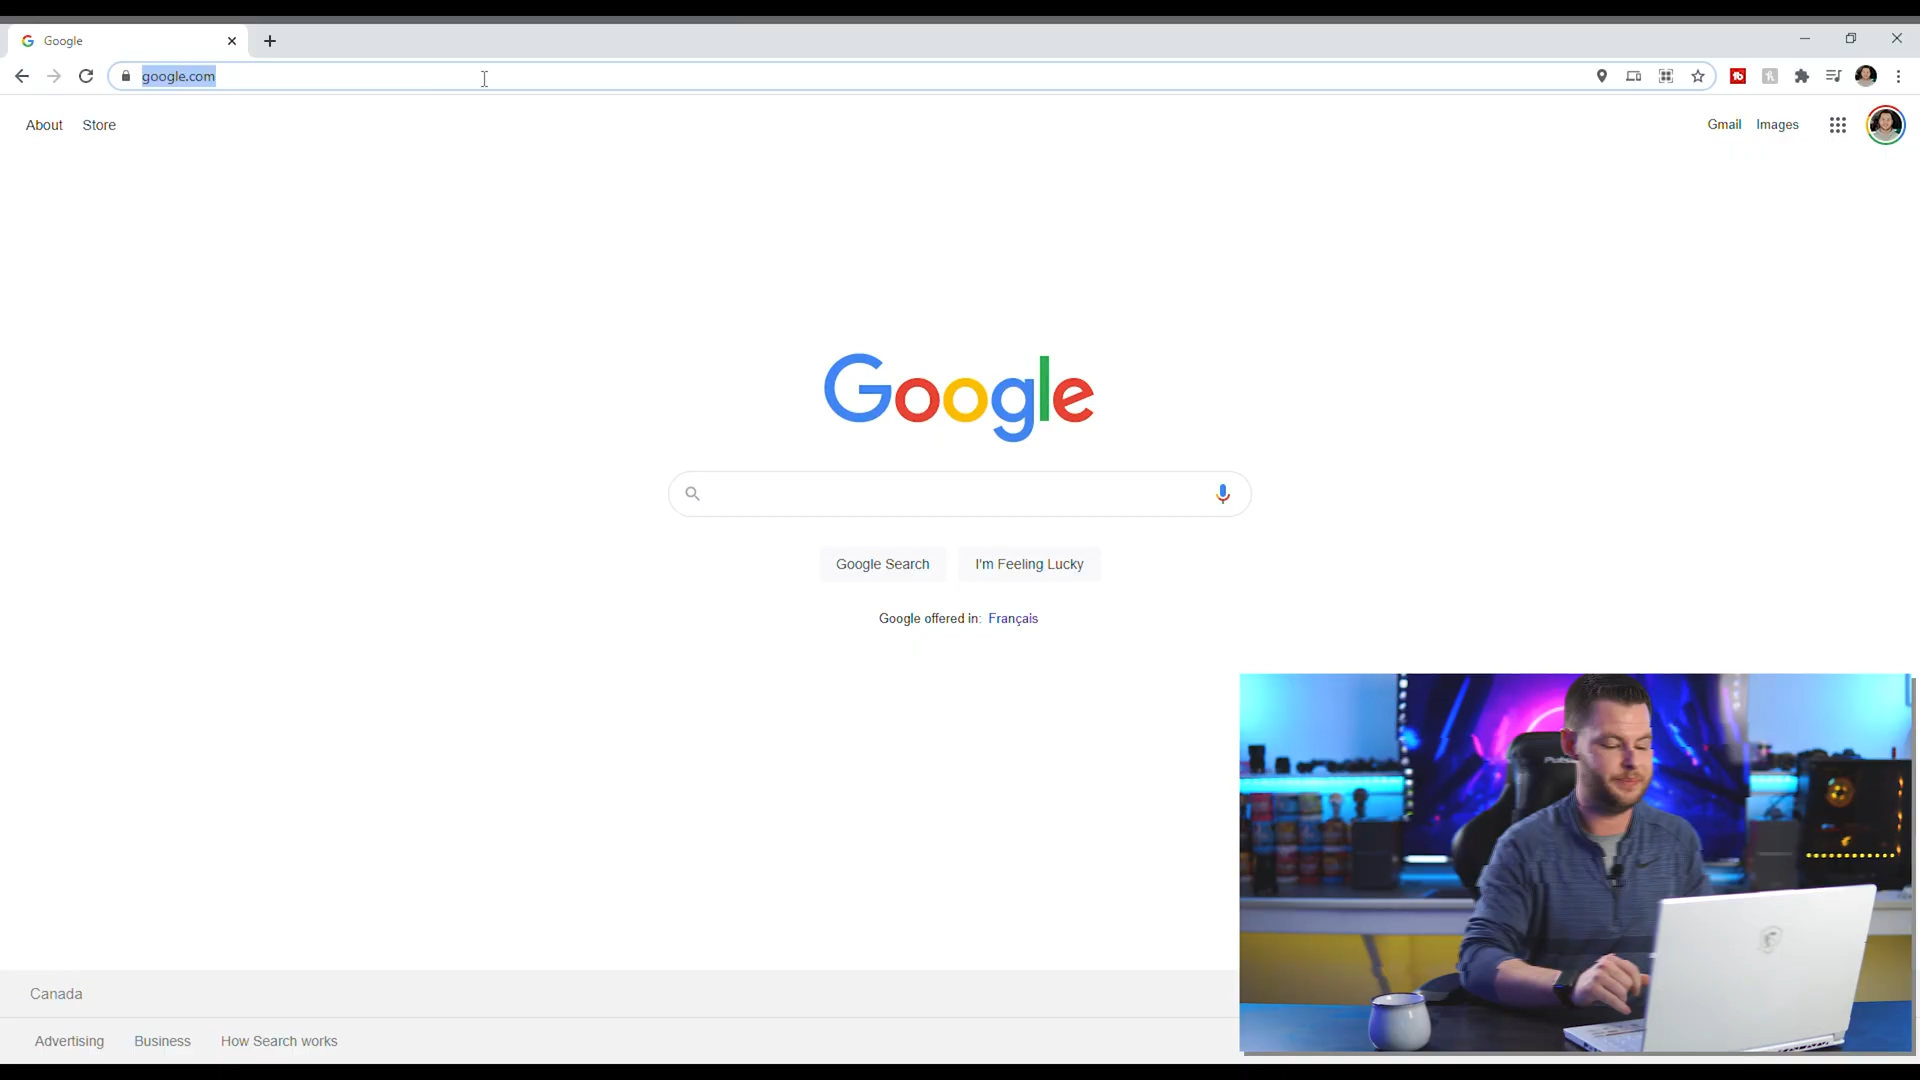 Google
google.com
About Store
Gmail Images
Google
Google Search I'm Feeling Lucky
Google offered in: Français
Canada
Advertising Business How Search works